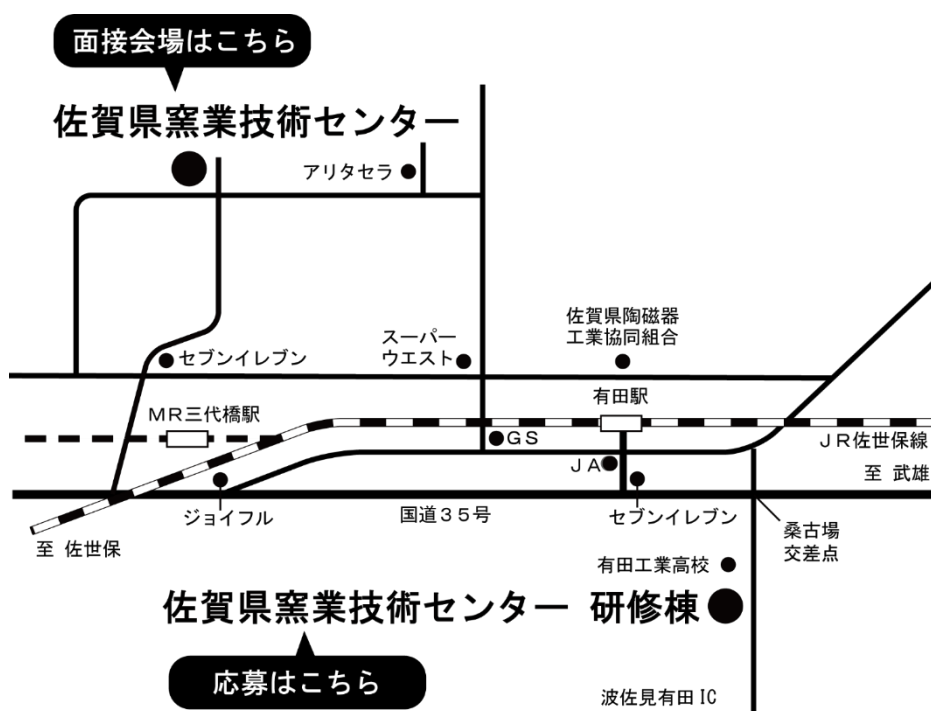 面接会場はこちら
佐賀県窯業技術センター
アリタセラ
佐賀県陶磁器
工業協同組合
スーパー
ウエスト
セブンイレブン
有田駅
MR三代橋駅
GS
JR佐世保線
JA
至 武雄
ジョイフル
国道35号
セブンイレブン
桑古場
交差点
至 佐世保
有田工業高校
佐賀県窯業技術センター 研修棟
応募はこちら
波佐見有田 IC